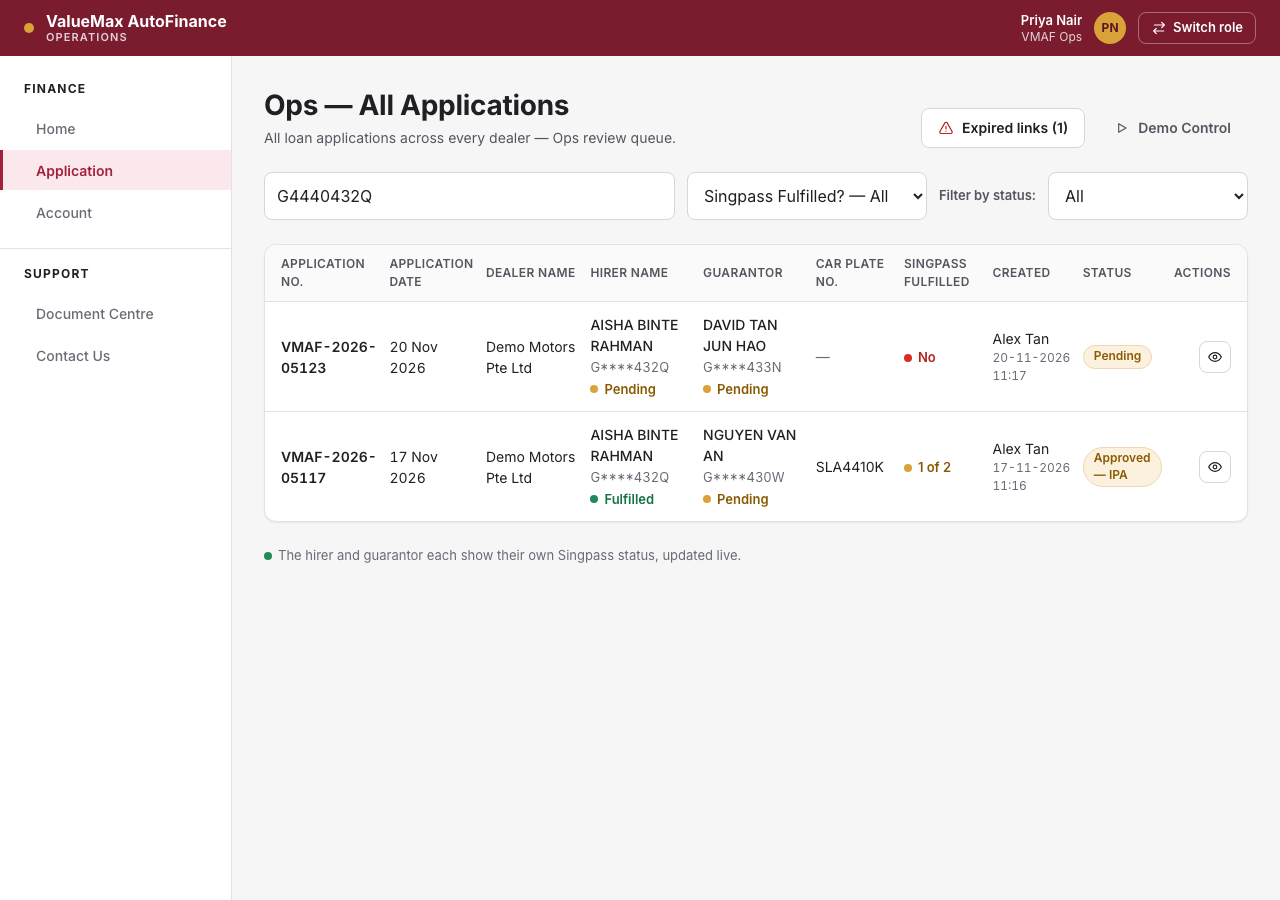 ValueMax AutoFinance
OPERATIONS
Priya Nair
VMAF Ops
PN
Switch role
FINANCE
Home
Application
Account
SUPPORT
Document Centre
Contact Us
Ops — All Applications
All loan applications across every dealer — Ops review queue.
Expired links (1)
Demo Control
G4440432Q
Singpass Fulfilled? — All
Filter by status:
All
APPLICATION NO.
APPLICATION DATE
DEALER NAME
HIRER NAME
GUARANTOR
CAR PLATE NO.
SINGPASS FULFILLED
CREATED
STATUS
ACTIONS
VMAF-2026-05123
20 Nov 2026
Demo Motors Pte Ltd
AISHA BINTE RAHMAN
G****432Q
Pending
DAVID TAN JUN HAO
G****433N
Pending
—
No
Alex Tan
20-11-2026
11:17
Pending
VMAF-2026-05117
17 Nov 2026
Demo Motors Pte Ltd
AISHA BINTE RAHMAN
G****432Q
Fulfilled
NGUYEN VAN AN
G****430W
Pending
SLA4410K
1 of 2
Alex Tan
17-11-2026
11:16
Approved — IPA
The hirer and guarantor each show their own Singpass status, updated live.